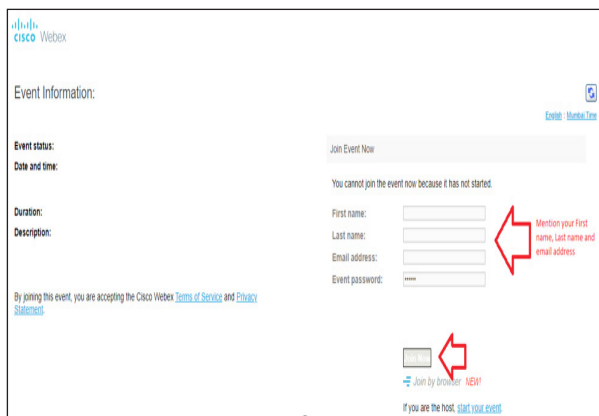 CISCO Webex
Event Information:
English : Mumbai Time
Event status:
Date and time:
Duration:
Description:
By joining this event, you are accepting the Cisco Webex Terms of Service and Privacy
Statement.
Join Event Now
You cannot join the event now because it has not started.
First name:
Last name:
Email address:
Event password:
Mention your First
name, Last name and
email address
Join Now
Join by browser NEW!
If you are the host, start your event.